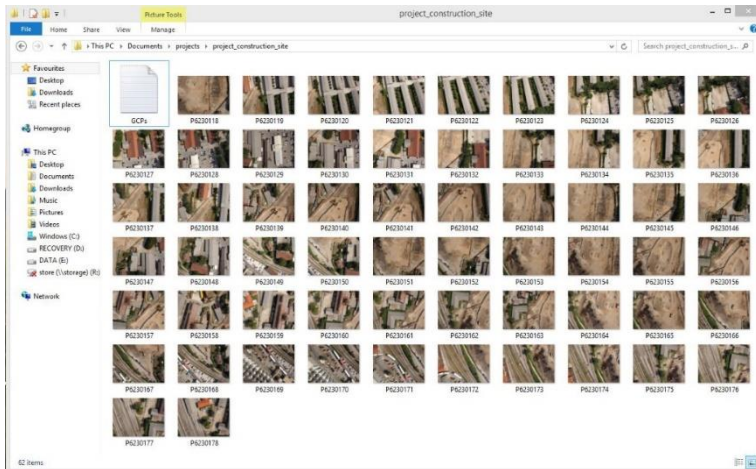 Picture Tools
project_construction_site
File Home Share View Manage
This PC Documents projects project_construction_site
Search project_construction_s...
Favourites
Desktop
Downloads
Recent places
Homegroup
This PC
Desktop
Documents
Downloads
Music
Pictures
Videos
Windows (C:)
RECOVERY (D:)
DATA (E:)
store (\\storage) (R:)
Network
GCPs P6230118 P6230119 P6230120 P6230121 P6230122 P6230123 P6230124 P6230125 P6230126
P6230127 P6230128 P6230129 P6230130 P6230131 P6230132 P6230133 P6230134 P6230135 P6230136
P6230137 P6230138 P6230139 P6230140 P6230141 P6230142 P6230143 P6230144 P6230145 P6230146
P6230147 P6230148 P6230149 P6230150 P6230151 P6230152 P6230153 P6230154 P6230155 P6230156
P6230157 P6230158 P6230159 P6230160 P6230161 P6230162 P6230163 P6230164 P6230165 P6230166
P6230167 P6230168 P6230169 P6230170 P6230171 P6230172 P6230173 P6230174 P6230175 P6230176
P6230177 P6230178
62 items